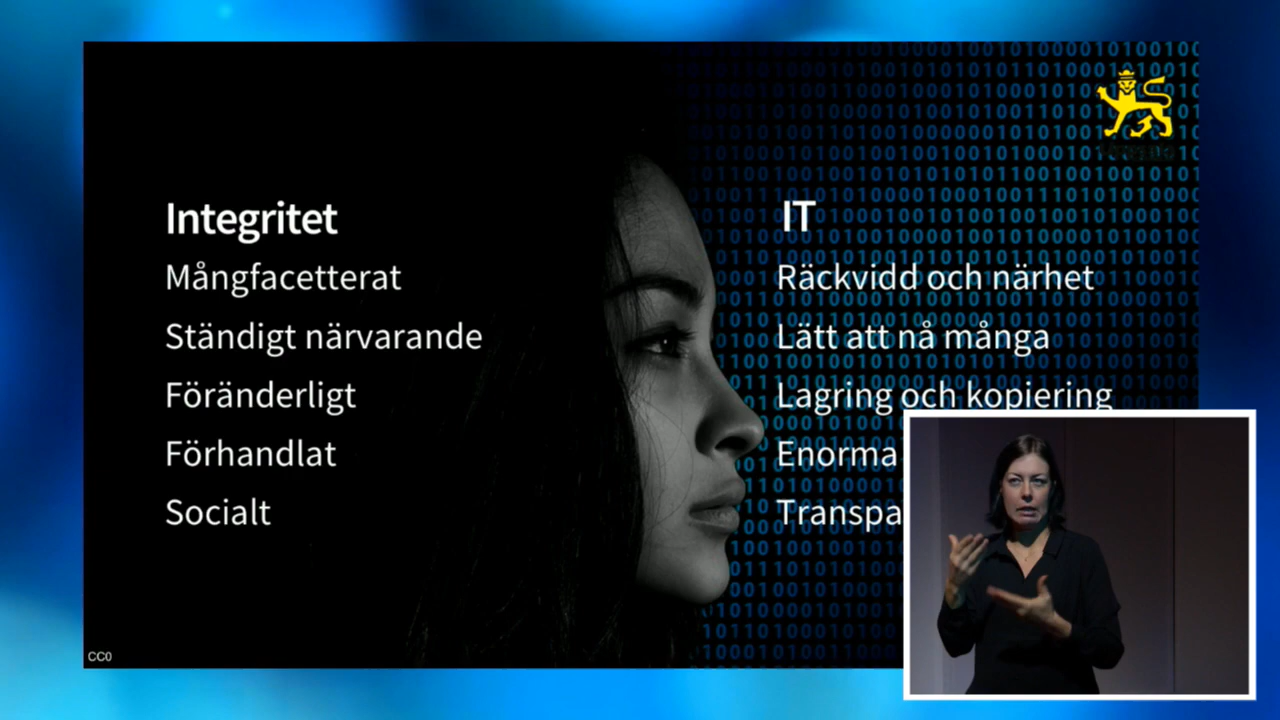 Integritet
Mångfacetterat
Ständigt närvarande
Föränderligt
Förhandlat
Socialt
IT
Räckvidd och närhet
Lätt att nå många
Lagring och kopiering
Enorma
CC0